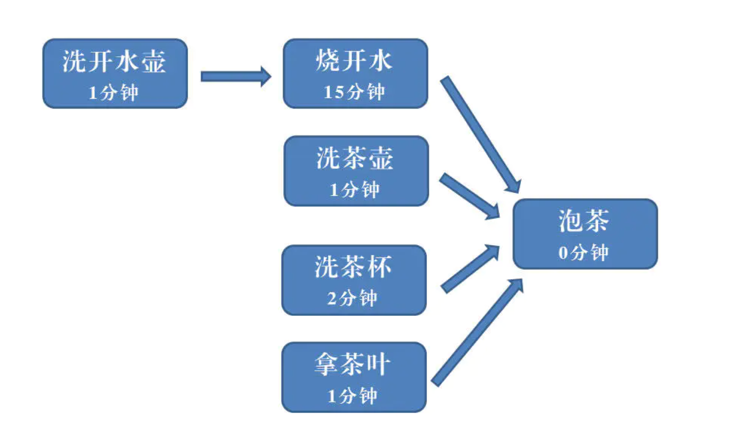 洗开水壶
1分钟
烧开水
15分钟
洗茶壶
1分钟
洗茶杯
2分钟
拿茶叶
1分钟
泡茶
0分钟